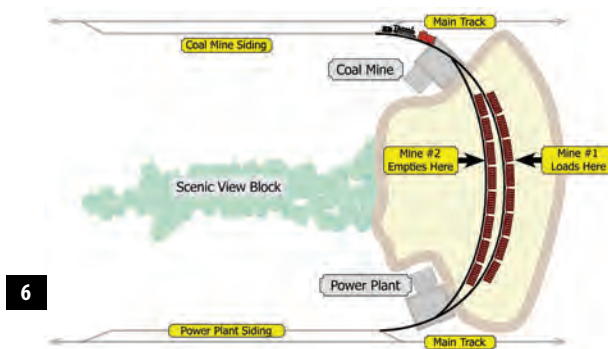 Main Track
Coal Mine Siding
Coal Mine
Mine #2
Empties Here
Mine #1
Loads Here
Scenic View Block
6
Power Plant
Power Plant Siding
Main Track